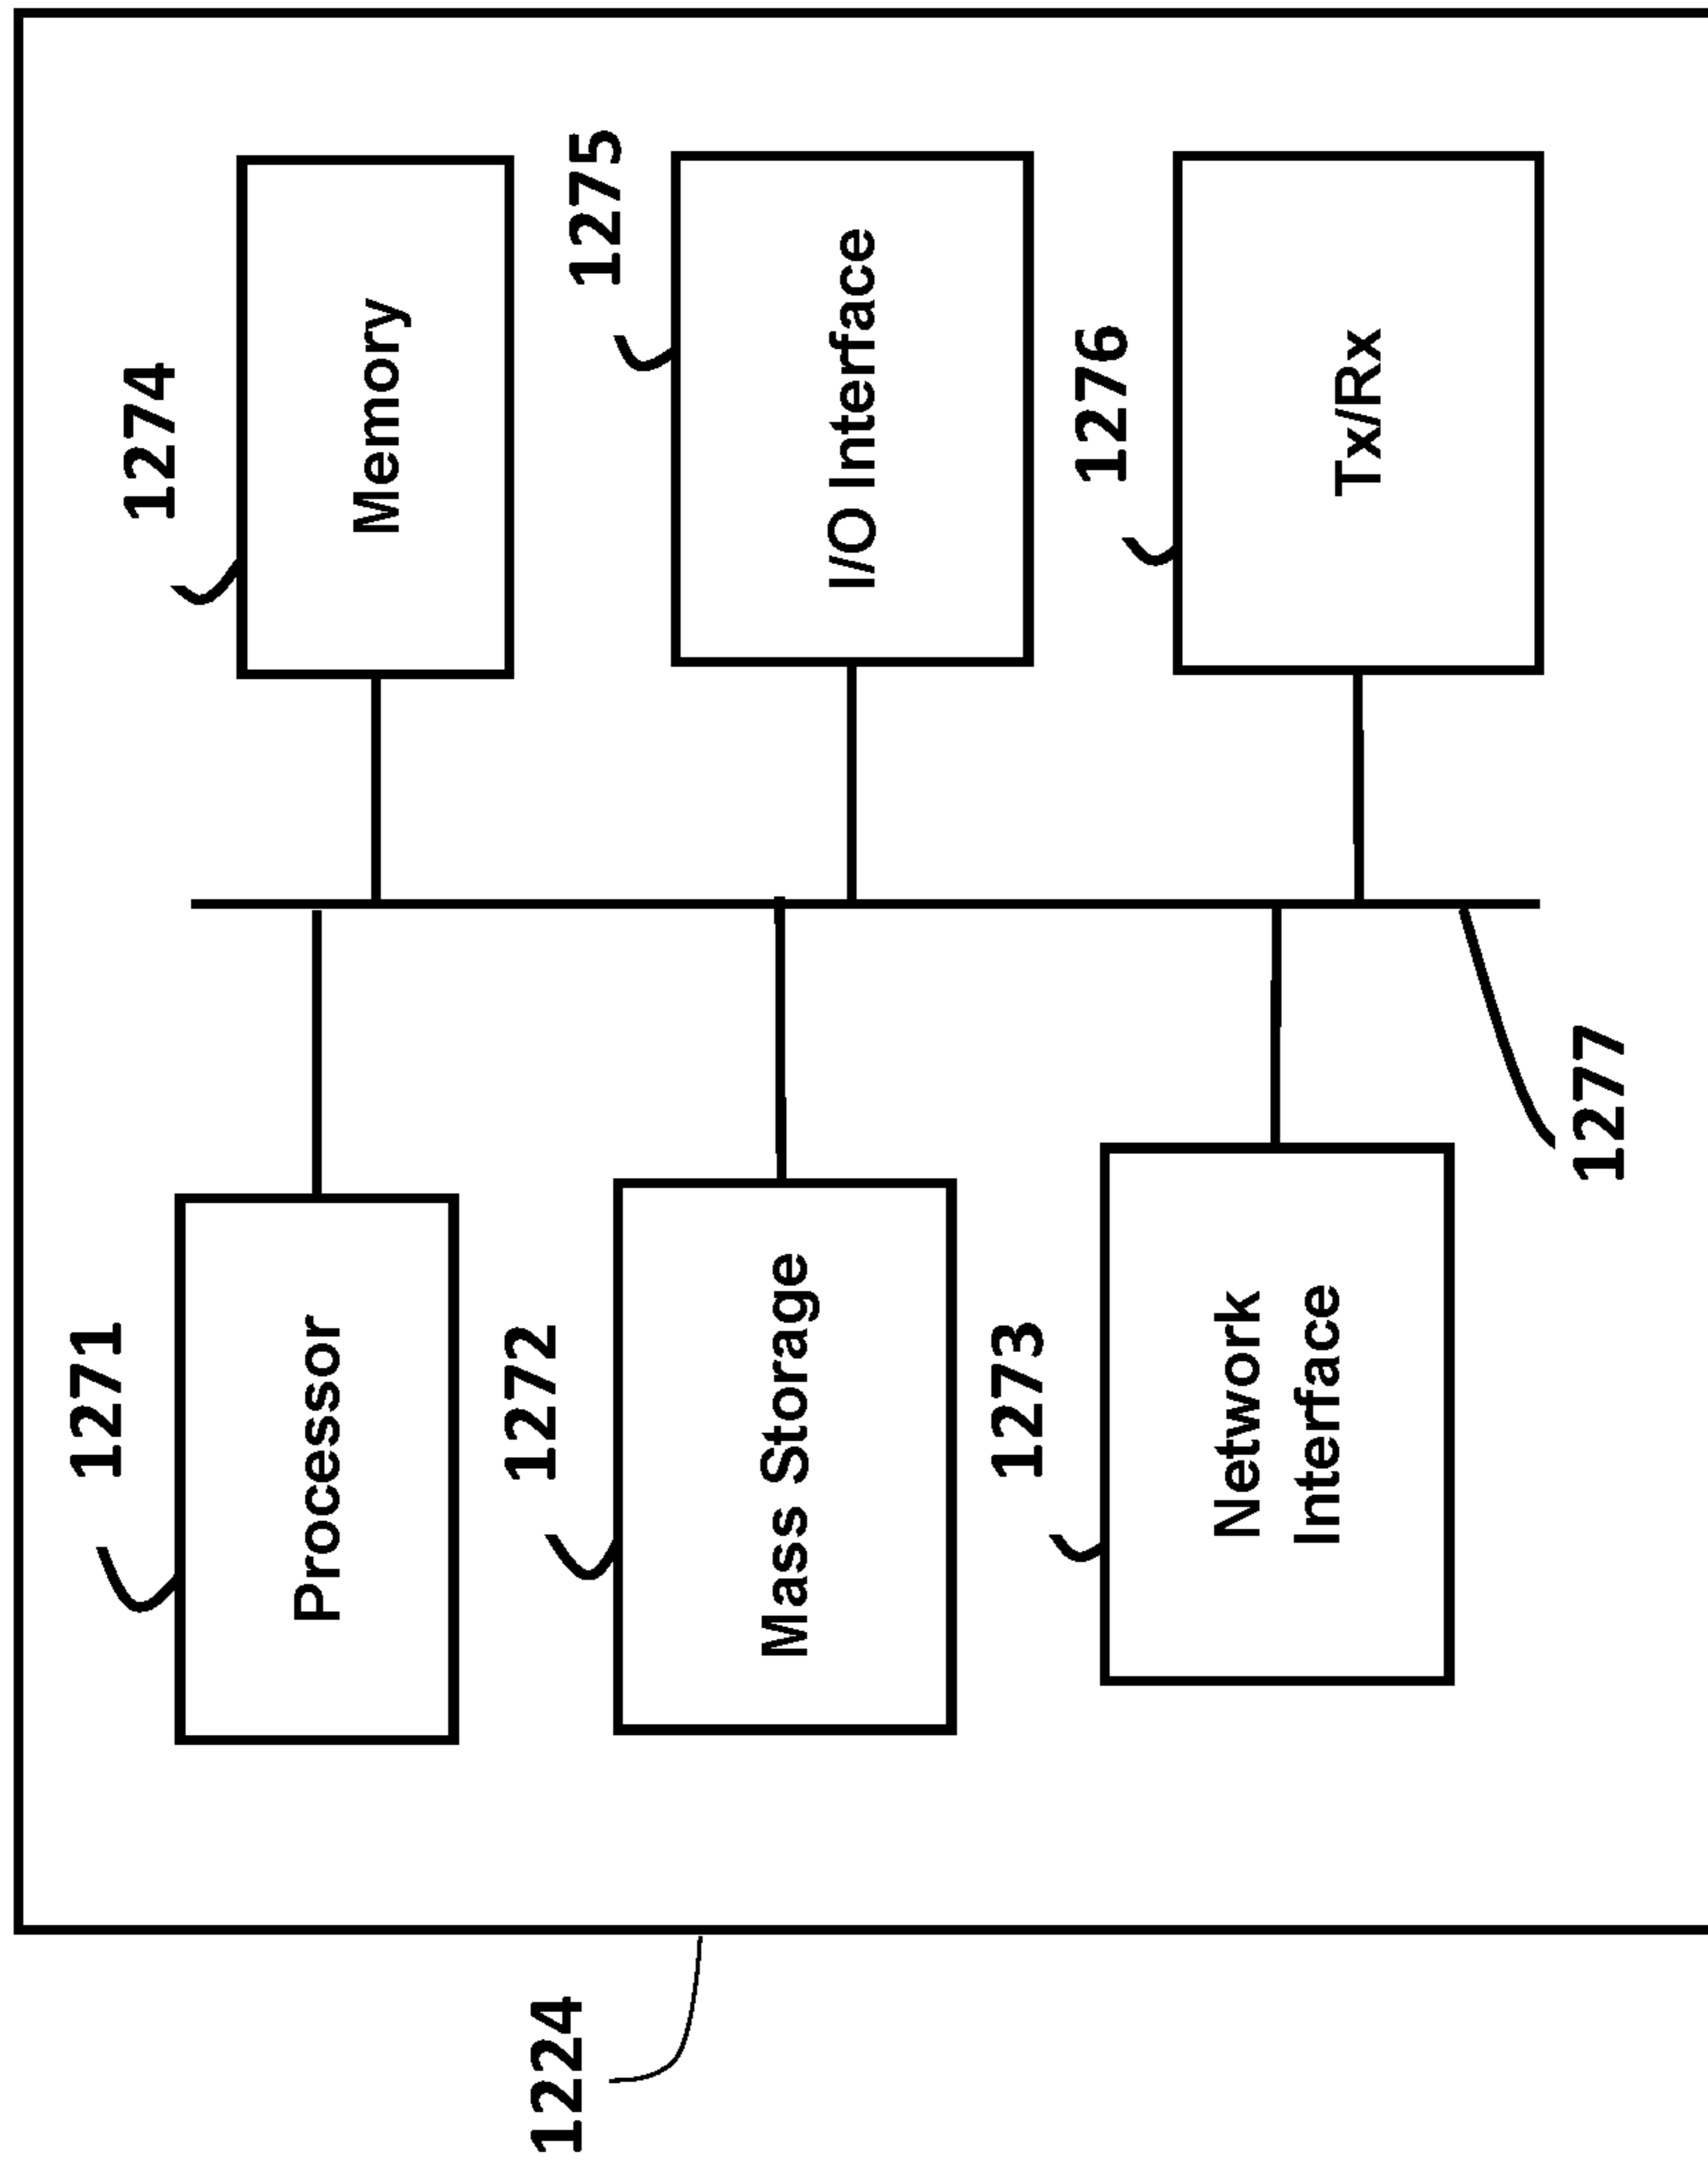 1274
Memory
1275
I/O Interface
1276
Tx/Rx
1271
Processor
1272
Mass Storage
1273
Network
Interface
1277
1224